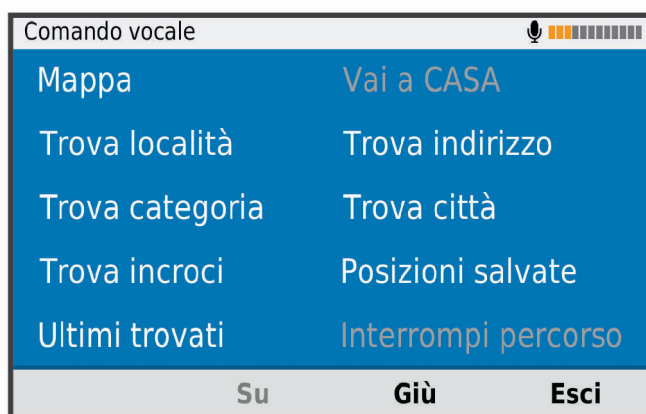 Comando vocale
Mappa Vai a CASA
Trova località Trova indirizzo
Trova categoria Trova città
Trova incroci Posizioni salvate
Ultimi trovati Interrompi percorso
Su Giù Esci